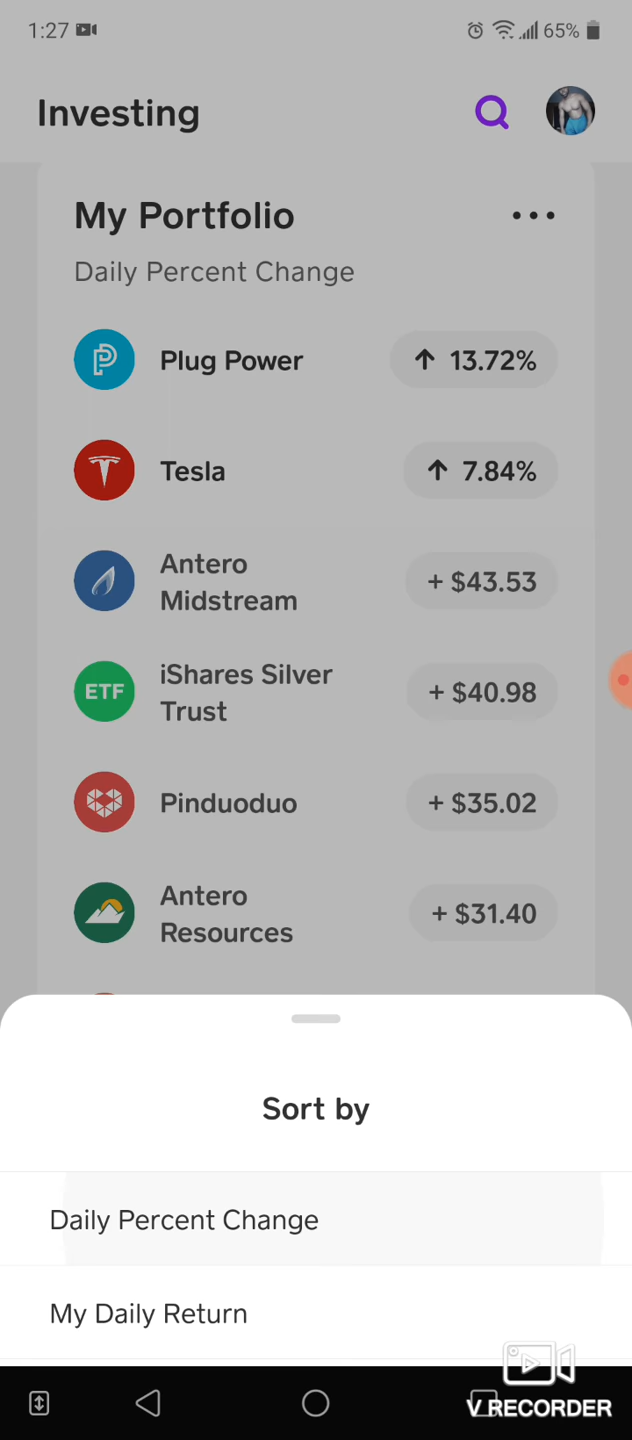 1:27
65%
Investing
My Portfolio
Daily Percent Change
Plug Power
↑ 13.72%
Tesla
↑ 7.84%
Antero
Midstream
+ $43.53
ETF
iShares Silver
Trust
+ $40.98
Pinduoduo
+ $35.02
Antero
Resources
+ $31.40
Sort by
Daily Percent Change
My Daily Return
V RECORDER